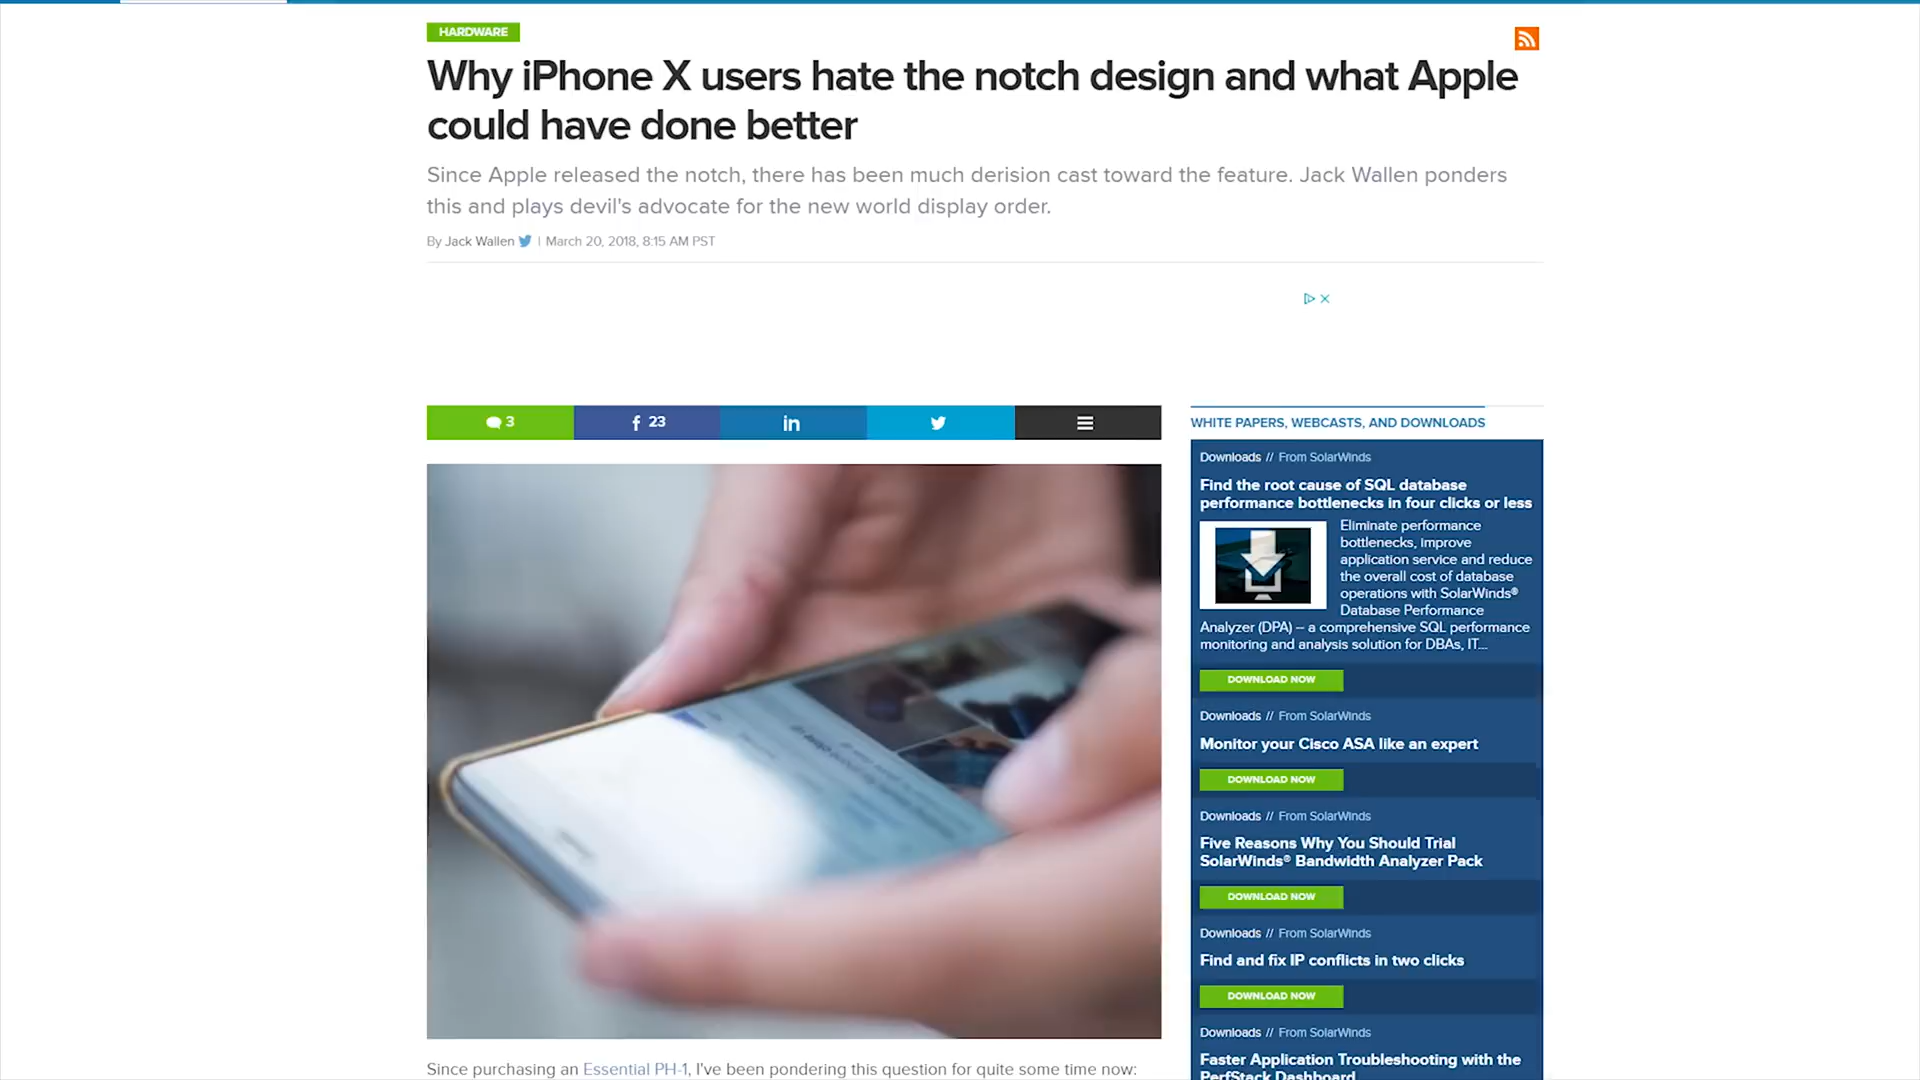 HARDWARE
Why iPhone X users hate the notch design and what Apple
could have done better
Since Apple released the notch, there has been much derision cast toward the feature. Jack Wallen ponders
this and plays devil's advocate for the new world display order.
By Jack Wallen | March 20, 2018, 8:15 AM PST
3
23
in
Since purchasing an Essential PH-1, I've been pondering this question for quite some time now:
WHITE PAPERS, WEBCASTS, AND DOWNLOADS
Downloads // From SolarWinds
Find the root cause of SQL database
performance bottlenecks in four clicks or less
Eliminate performance
bottlenecks, improve
application service and reduce
the overall cost of database
operations with SolarWinds®
Database Performance
Analyzer (DPA) – a comprehensive SQL performance
monitoring and analysis solution for DBAs, IT...
DOWNLOAD NOW
Downloads // From SolarWinds
Monitor your Cisco ASA like an expert
DOWNLOAD NOW
Downloads // From SolarWinds
Five Reasons Why You Should Trial
SolarWinds® Bandwidth Analyzer Pack
DOWNLOAD NOW
Downloads // From SolarWinds
Find and fix IP conflicts in two clicks
DOWNLOAD NOW
Downloads // From SolarWinds
Faster Application Troubleshooting with the
PerfStack Dashboard